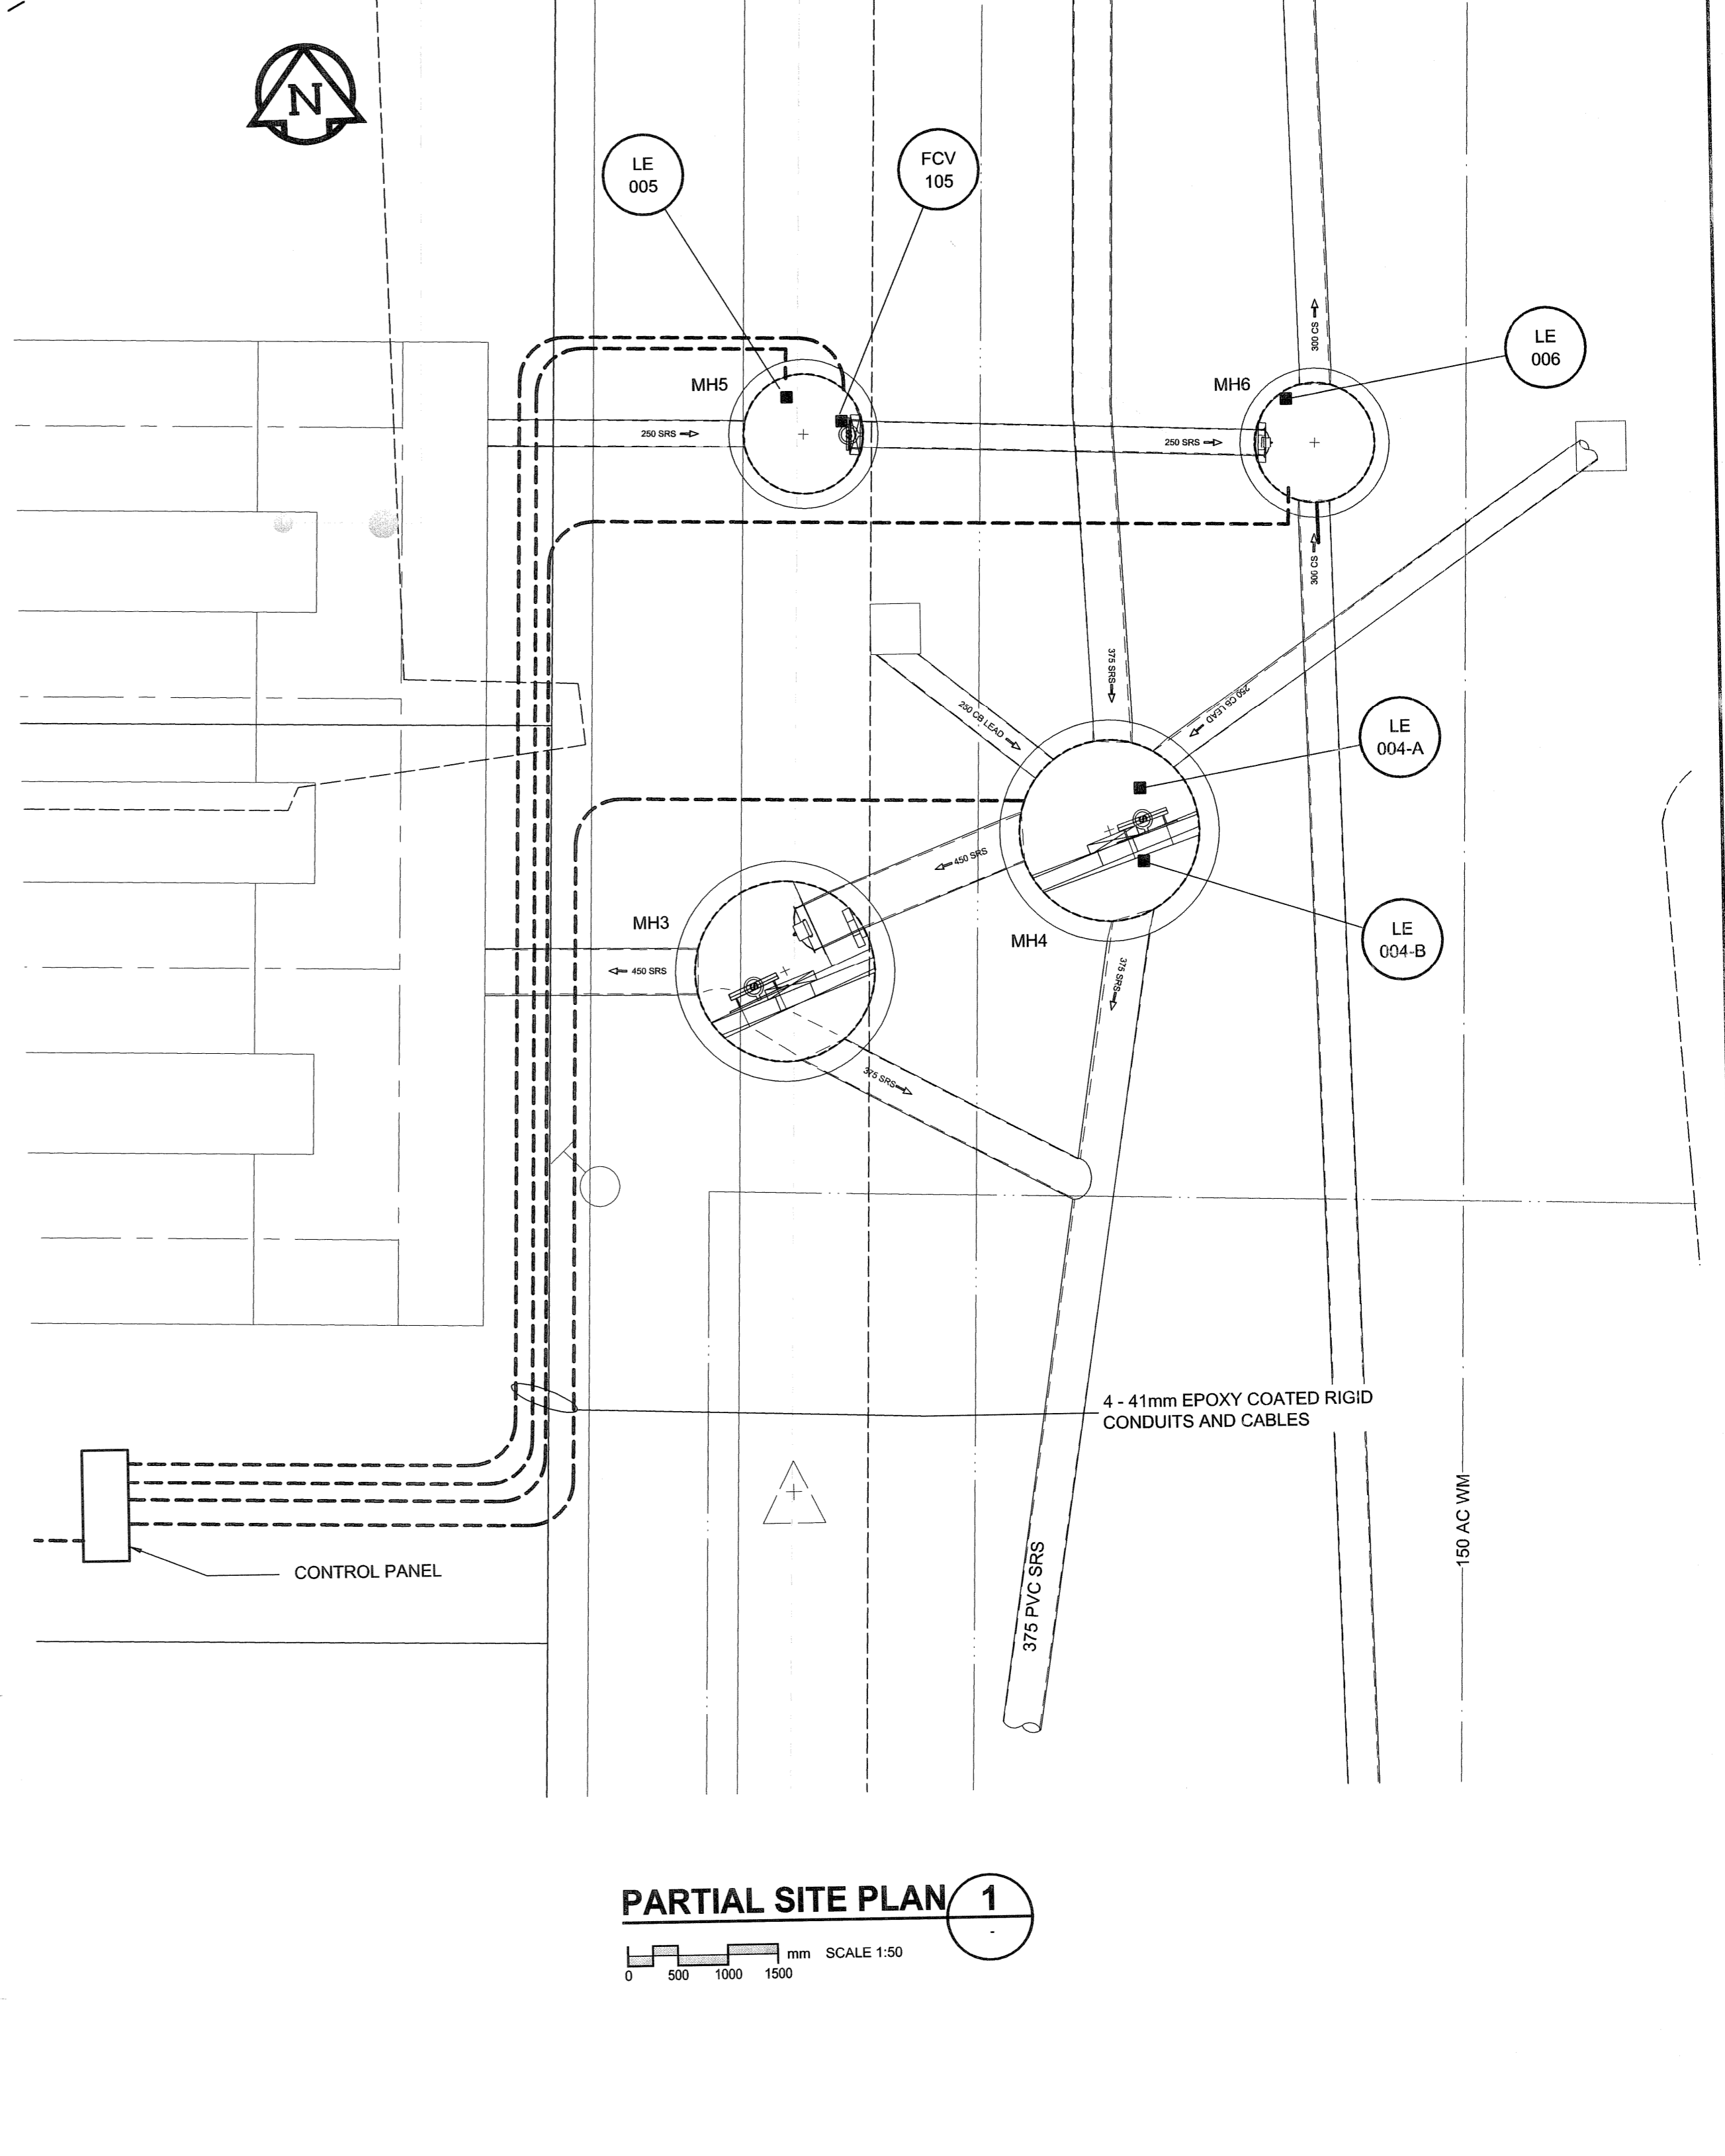 N
LE
005
FCV
105
LE
006
300 CS
MH5
MH6
250 SRS
250 SRS
300 CS
375 SRS
250 CB LEAD
250 CB LEAD
LE
004-A
S
S
450 SRS
MH3
MH4
LE
004-B
450 SRS
S
375 SRS
375 SRS
4 - 41mm EPOXY COATED RIGID
CONDUITS AND CABLES
150 AC WM
375 PVC SRS
CONTROL PANEL
PARTIAL SITE PLAN
1
-
mm SCALE 1:50
0 500 1000 1500